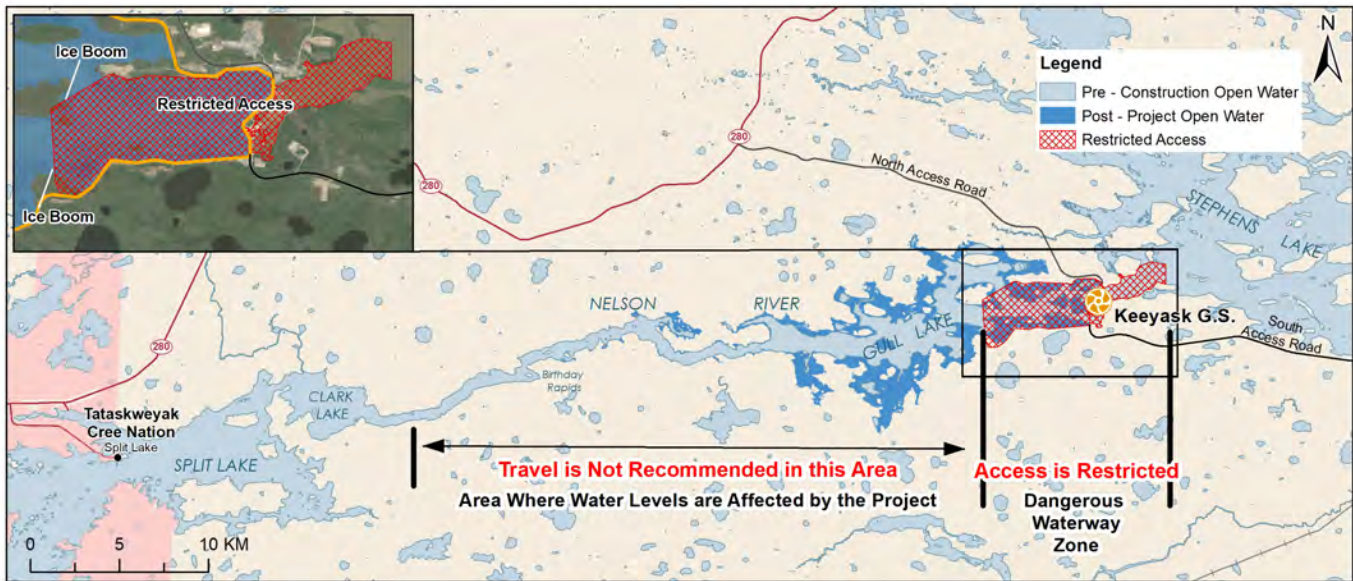 Ice Boom
Restricted Access
Ice Boom
N
Legend
Pre - Construction Open Water
Post - Project Open Water
Restricted Access
280
280
North Access Road
STEPHENS LAKE
NELSON RIVER
GULL LAKE
Keeyask G.S.
South
Access Road
280
Birthday
Rapids
CLARK
LAKE
Tataskweyak
Cree Nation
Split Lake
SPLIT LAKE
Travel is Not Recommended in this Area
Area Where Water Levels are Affected by the Project
Access is Restricted
Dangerous
Waterway
Zone
0 5 10 KM